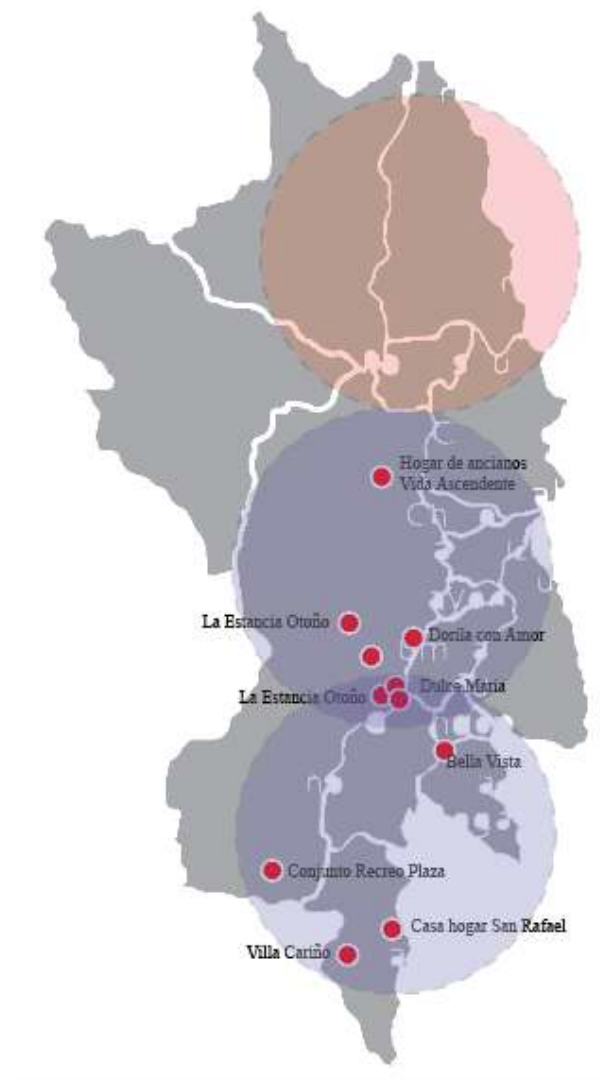 Hogar de ancianos
Vida Ascendente
La Estancia Otoño
Dorila con Amor
Dulce Maria
La Estancia Otoño
Bella Vista
Conjunto Recreo Plaza
Casa hogar San Rafael
Villa Cariño